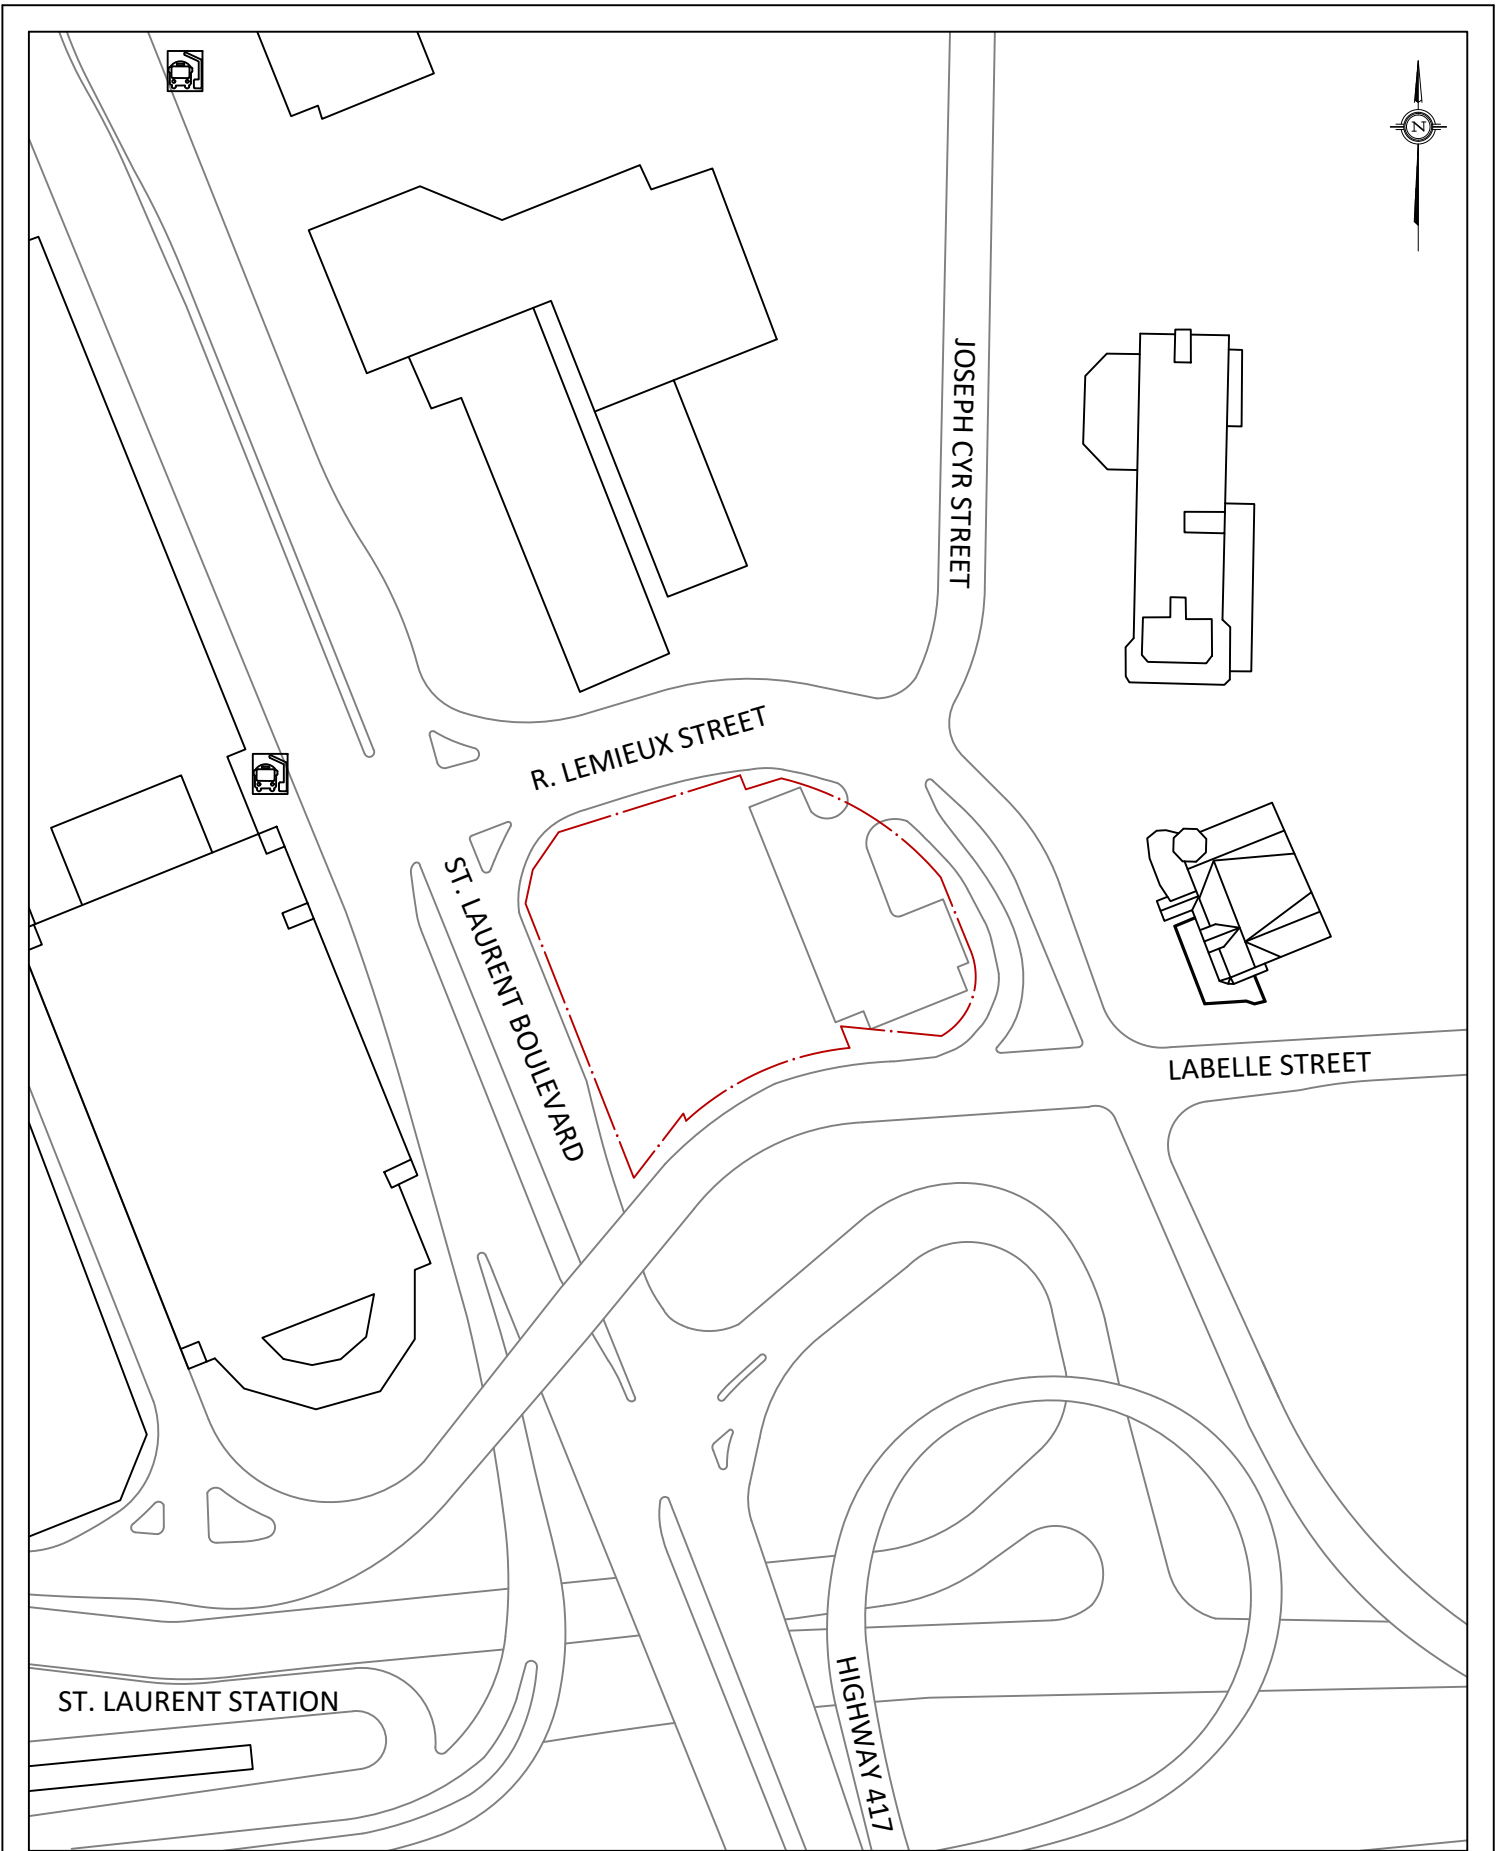 N
JOSEPH CYR STREET
R. LEMIEUX STREET
ST. LAURENT BOULEVARD
LABELLE STREET
HIGHWAY 417
ST. LAURENT STATION